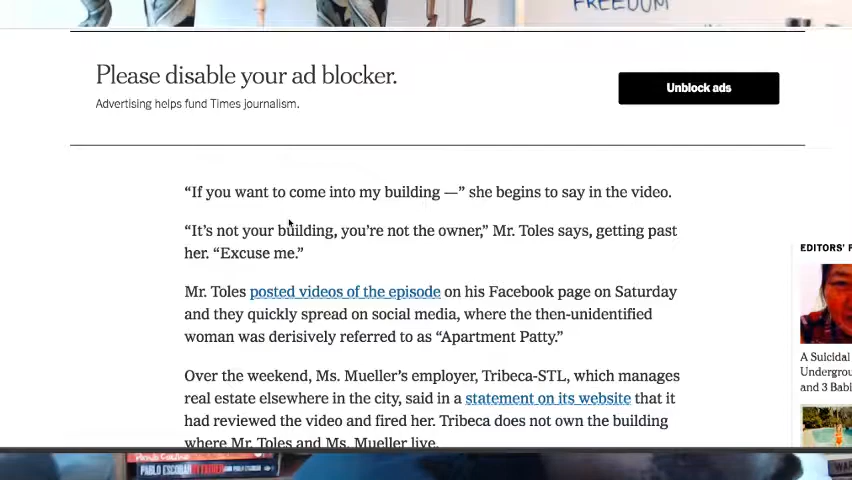 FREEDOM
Please disable your ad blocker.
Advertising helps fund Times journalism.
Unblock ads
“If you want to come into my building —” she begins to say in the video.
“It’s not your building, you’re not the owner,” Mr. Toles says, getting past
her. “Excuse me.”
Mr. Toles posted videos of the episode on his Facebook page on Saturday
and they quickly spread on social media, where the then-unidentified
woman was derisively referred to as “Apartment Patty.”
Over the weekend, Ms. Mueller’s employer, Tribeca-STL, which manages
real estate elsewhere in the city, said in a statement on its website that it
had reviewed the video and fired her. Tribeca does not own the building
where Mr. Toles and Ms. Mueller live.
EDITORS’
A Suicidal
Undergrou
and 3 Babi
PABLO ESCOBAR
WAR